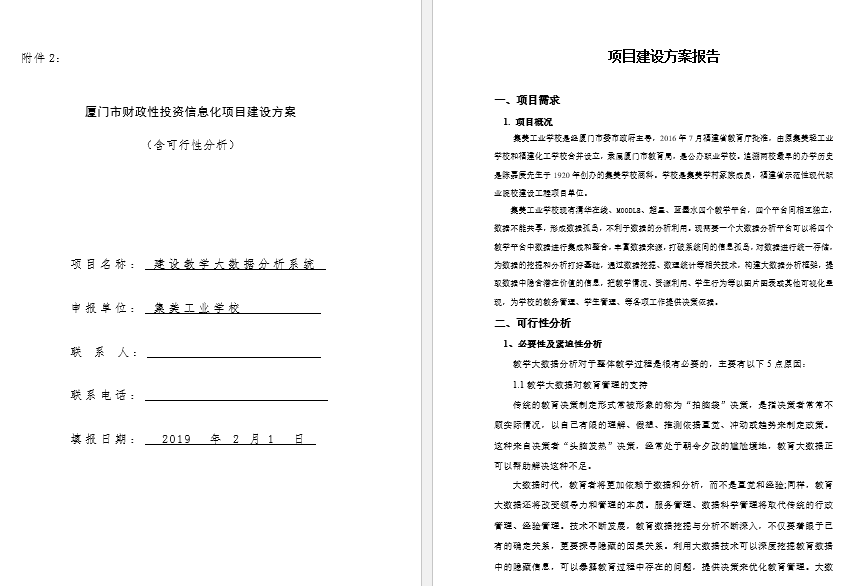 附件2：
厦门市财政性投资信息化项目建设方案
（含可行性分析）
项目名称： 建设教学大数据分析系统
申报单位： 集美工业学校
联 系 人：
联系电话：
填报日期： 2019 年 2 月 1 日
项目建设方案报告
一、项目需求
1. 项目概况
集美工业学校是经厦门市委市政府主导，2016 年 7 月福建省教育厅批准，由原集美轻工业
学校和福建化工学校合并设立，隶属厦门市教育局，是公办职业学校。追溯两校最早的办学历史
是陈嘉庚先生于 1920 年创办的集美学校商科。学校是集美学村家族成员，福建省示范性现代职
业院校建设工程项目单位。
集美工业学校现有清华在线、MOODLE、超星、蓝墨水四个教学平台，四个平台间相互独立，
数据不能共享，形成数据孤岛，不利于数据的分析利用。现需要一个大数据分析平台可以将四个
教学平台中数据进行集成和整合，丰富数据来源，打破系统间的信息孤岛，对数据进行统一存储，
为数据的挖掘和分析打好基础，通过数据挖掘、数理统计等相关技术，构建大数据分析框架，提
取数据中隐含潜在价值的信息，把教学情况、资源利用、学生行为等以图片图表或其他可视化呈
现，为学校的教务管理、学生管理、等各项工作提供决策依据。
二、可行性分析
1、必要性及紧迫性分析
教学大数据分析对于整体教学过程是很有必要的，主要有以下 5 点原因：
1.1 教学大数据对教育管理的支持
传统的教育决策制定形式常被形象的称为“拍脑袋”决策，是指决策者常常不
顾实际情况，以自己有限的理解、假想、推测依据直觉、冲动或趋势来制定政策。
这种来自决策者“头脑发热”决策，经常处于朝令夕改的尴尬境地，教育大数据正
可以帮助解决这种不足。
大数据时代，教育者将更加依赖于数据和分析，而不是直觉和经验;同样，教育
大数据还将改变领导力和管理的本质。服务管理、数据科学管理将取代传统的行政
管理、经验管理。技术不断发展，教育数据挖掘与分析不断深入，不仅要着眼于已
有的确定关系，更要探寻隐藏的因果关系。利用大数据技术可以深度挖掘教育数据
中的隐藏信息，可以暴露教育过程中存在的问题，提供决策来优化教育管理。大数